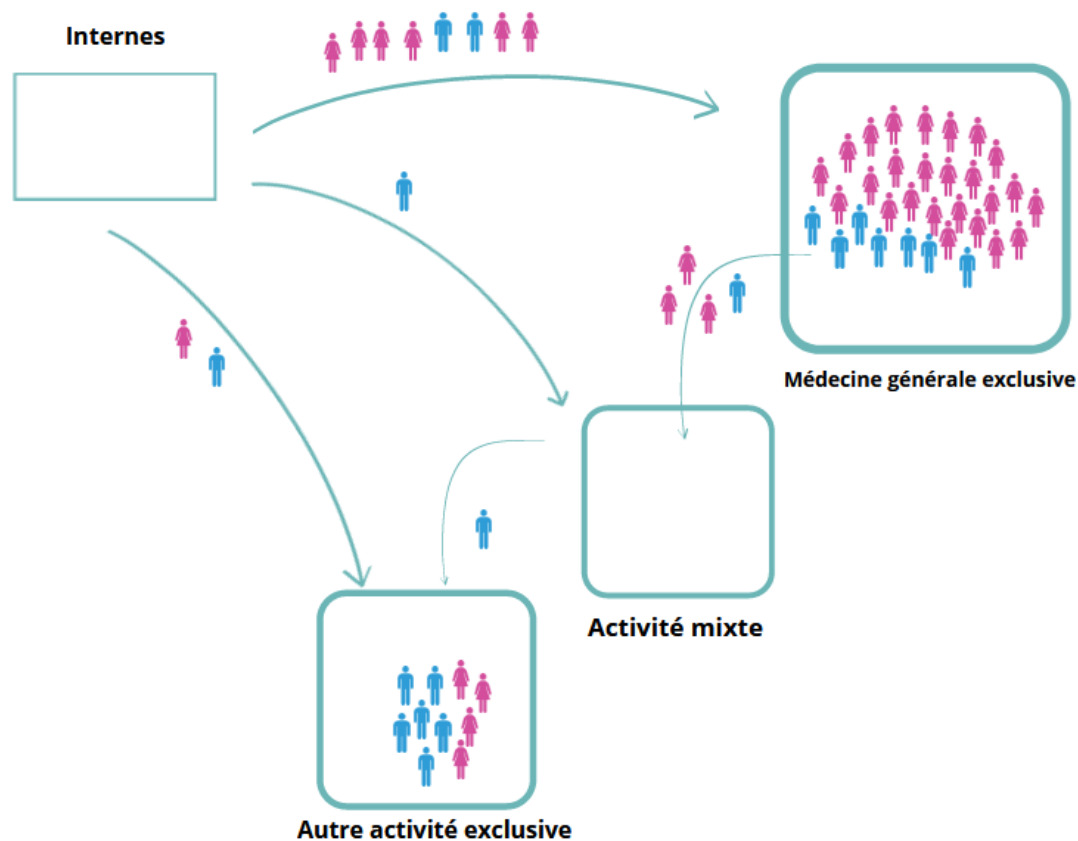 Internes
Médecine générale exclusive
Activité mixte
Autre activité exclusive